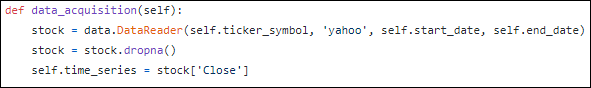 def data_acquisition(self):
    stock = data.DataReader(self.ticker_symbol, 'yahoo', self.start_date, self.end_date)
    stock = stock.dropna()
    self.time_series = stock['Close']